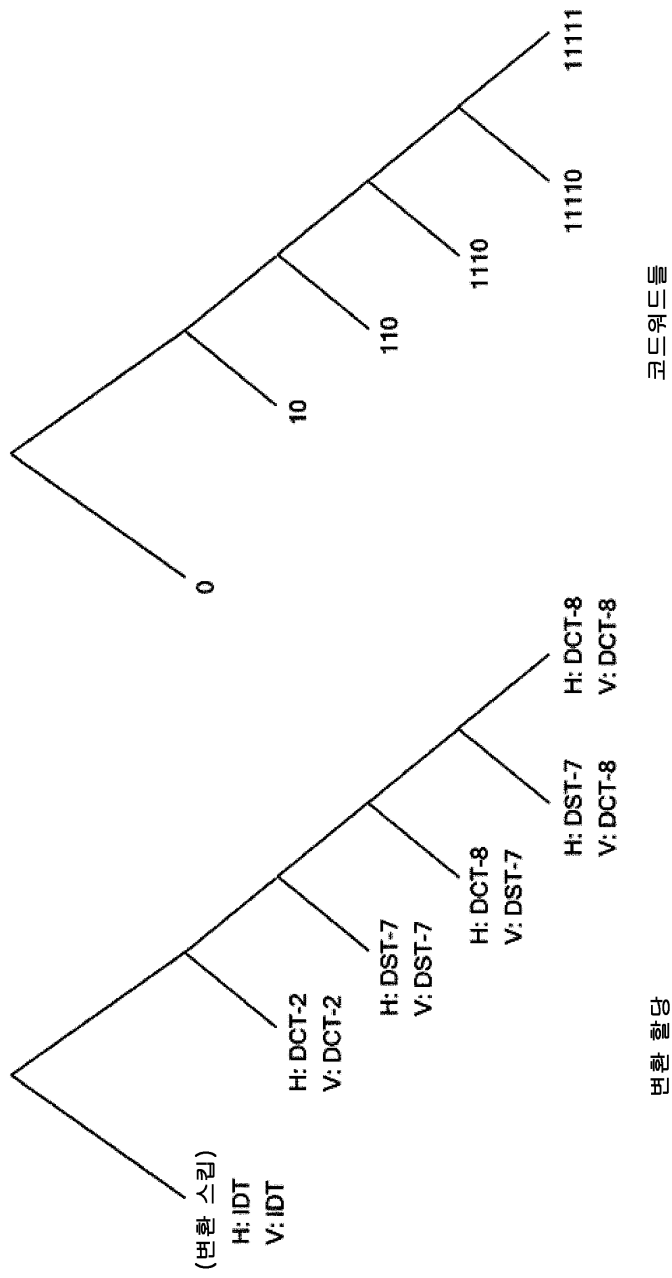 (변환 스킵)
H: IDT
V: IDT
H: DCT-2
V: DCT-2
H: DST-7
V: DST-7
H: DCT-8
V: DST-7
H: DST-7
V: DCT-8
H: DCT-8
V: DCT-8
변환 할당
0
10
110
1110
11110
11111
코드워드들